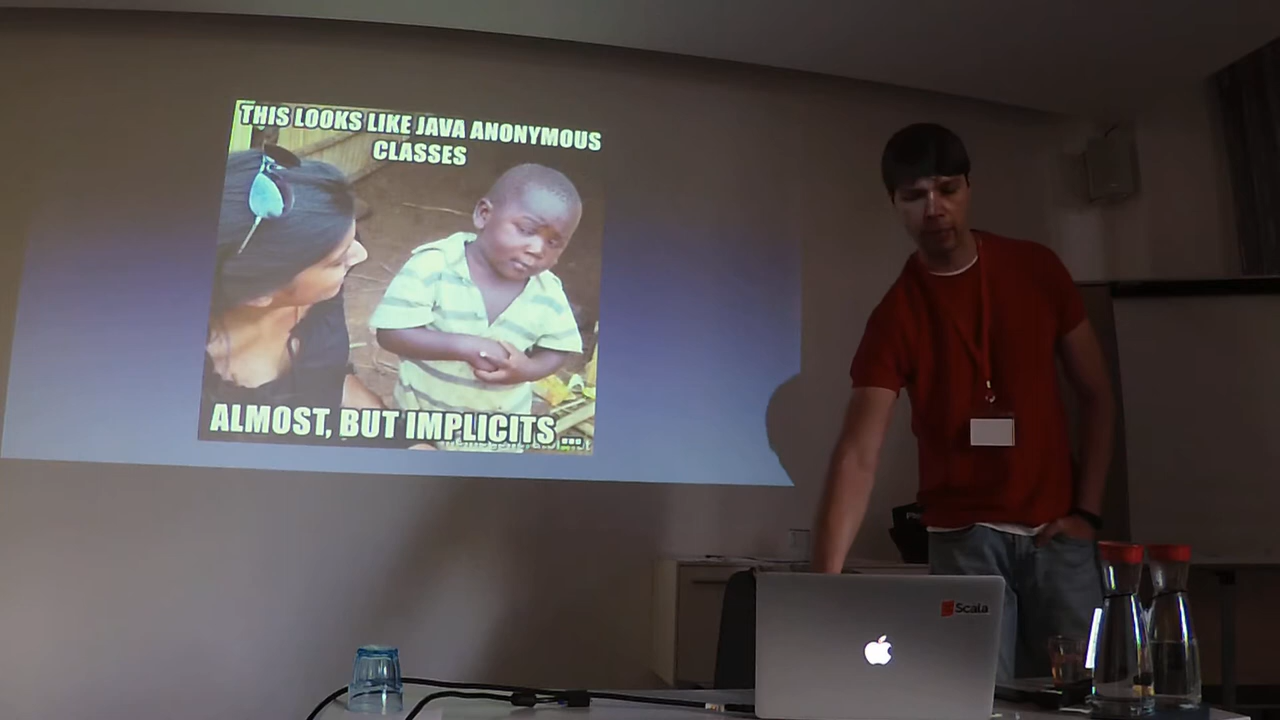 THIS LOOKS LIKE JAVA ANONYMOUS
CLASSES
ALMOST, BUT IMPLICITS ...
Scala